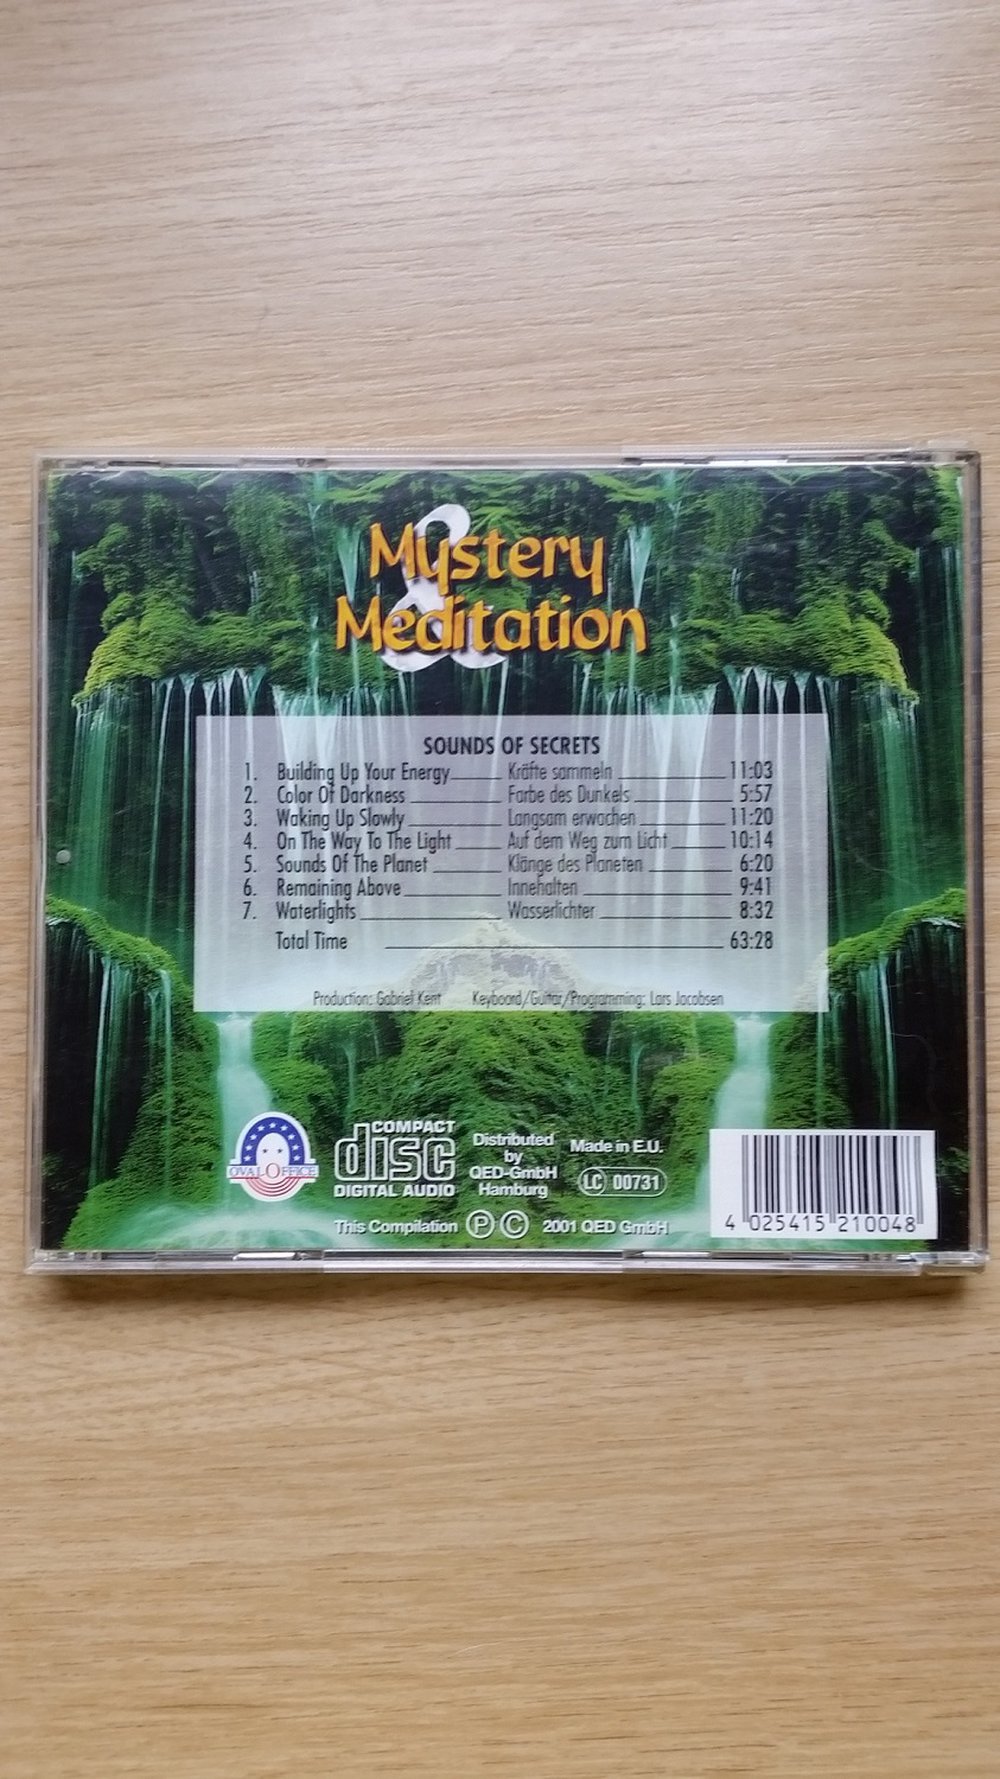 Mystery
&
Meditation
SOUNDS OF SECRETS
1. Building Up Your Energy Kräfte sammeln 11:03
2. Color Of Darkness Farbe des Dunkels 5:57
3. Waking Up Slowly Langsam erwachen 11:20
4. On The Way To The Light Auf dem Weg zum Licht 10:14
5. Sounds Of The Planet Klänge des Planeten 6:20
6. Remaining Above Innehalten 9:41
7. Waterlights Wasserlichter 8:32
Total Time 63:28
Production: Gabriel Kent Keyboard/Guitar/Programming: Lars Jacobsen
OVAL OFFICE
COMPACT
disc
DIGITAL AUDIO
Distributed
by
QED-GmbH
Hamburg
Made in E.U.
LC 00731
This Compilation Ⓟ © 2001 QED GmbH
4 025415 210048